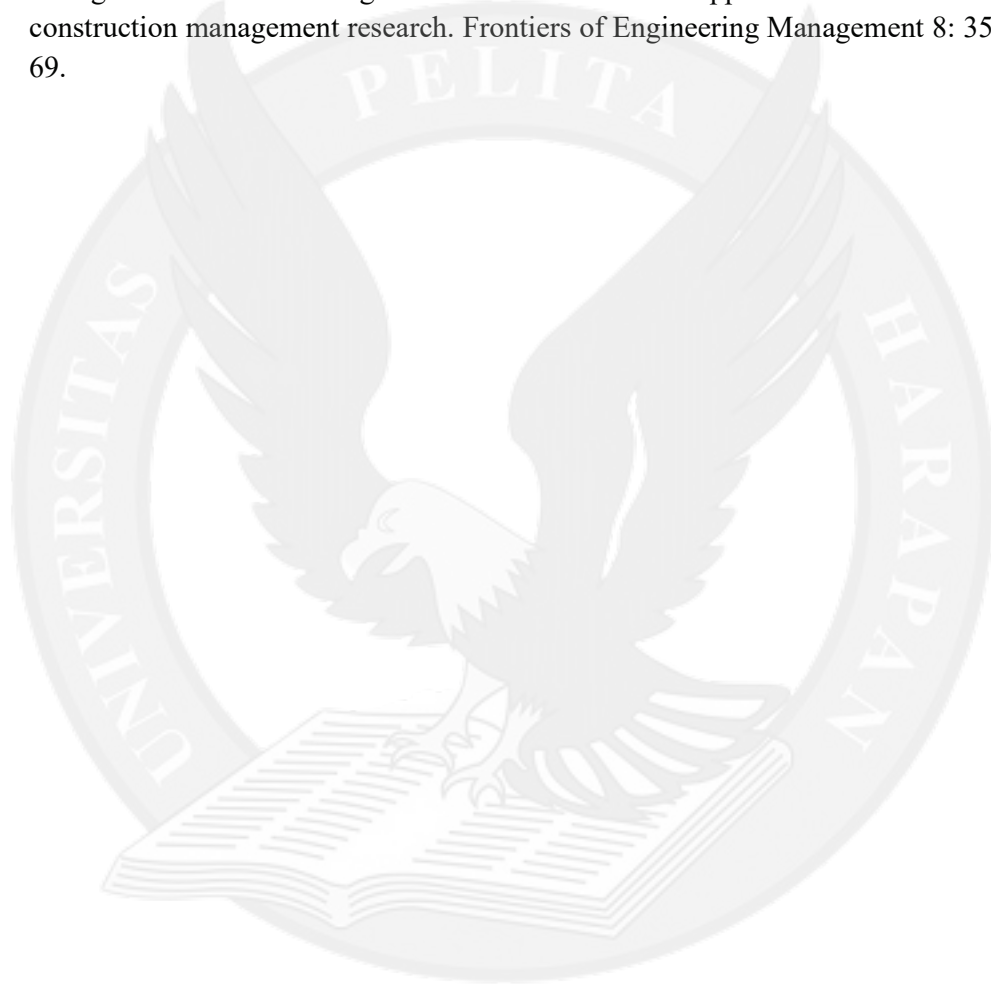 construction management research. Frontiers of Engineering Management 8: 35
69.
PELITA
UNIVERSITAS
HARAPAN